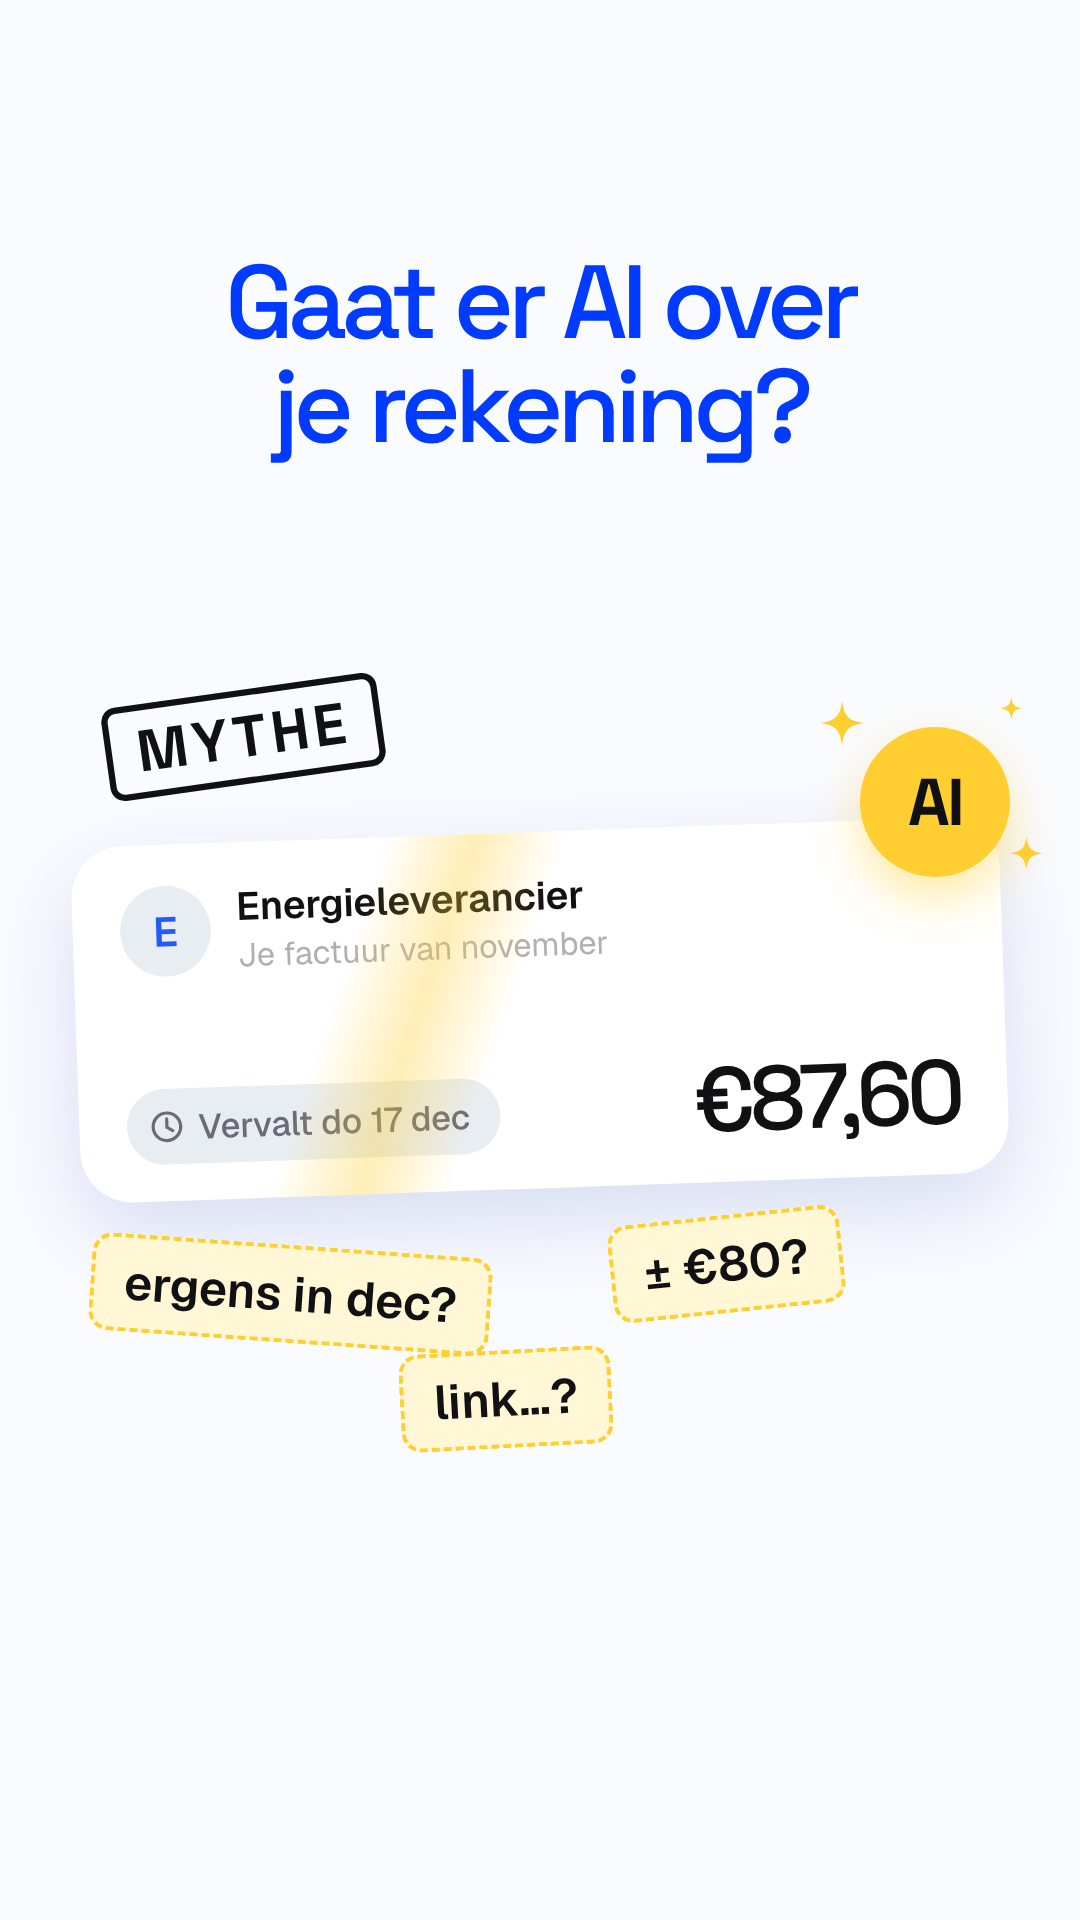 Gaat er AI over
je rekening?
MYTHE
AI
E
Energieleverancier
Je factuur van november
Vervalt do 17 dec
€87,60
ergens in dec?
± €80?
link...?